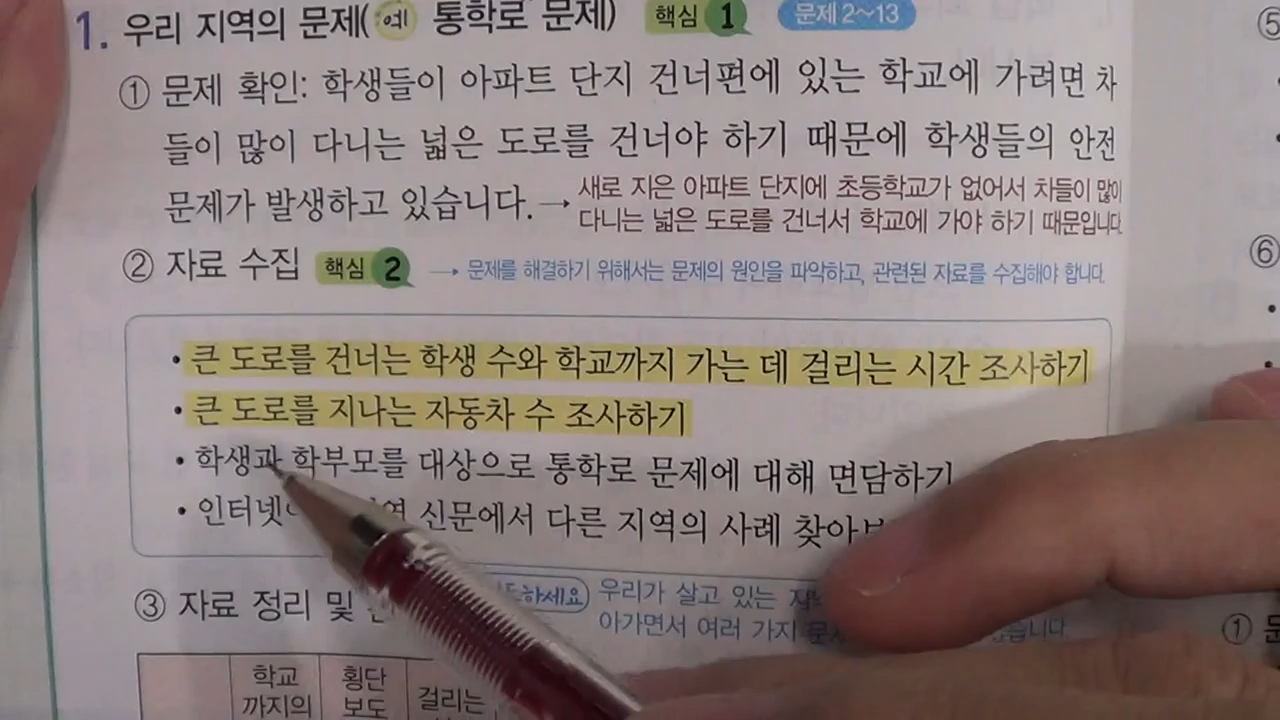 1. 우리 지역의 문제(예 통학로 문제) 핵심 1 문제 2~13
① 문제 확인: 학생들이 아파트 단지 건너편에 있는 학교에 가려면 차
들이 많이 다니는 넓은 도로를 건너야 하기 때문에 학생들의 안전
문제가 발생하고 있습니다. → 새로 지은 아파트 단지에 초등학교가 없어서 차들이 많이
다니는 넓은 도로를 건너서 학교에 가야 하기 때문입니다.
② 자료 수집 핵심 2 → 문제를 해결하기 위해서는 문제의 원인을 파악하고, 관련된 자료를 수집해야 합니다.
• 큰 도로를 건너는 학생 수와 학교까지 가는 데 걸리는 시간 조사하기
• 큰 도로를 지나는 자동차 수 조사하기
• 학생과 학부모를 대상으로 통학로 문제에 대해 면담하기
• 인터넷 신문에서 다른 지역의 사례
③ 자료 정리 및
우리가 살고 있는
아가면서 여러 가지
학교
까지의
횡단
보도
걸리는
⑤
⑥
①